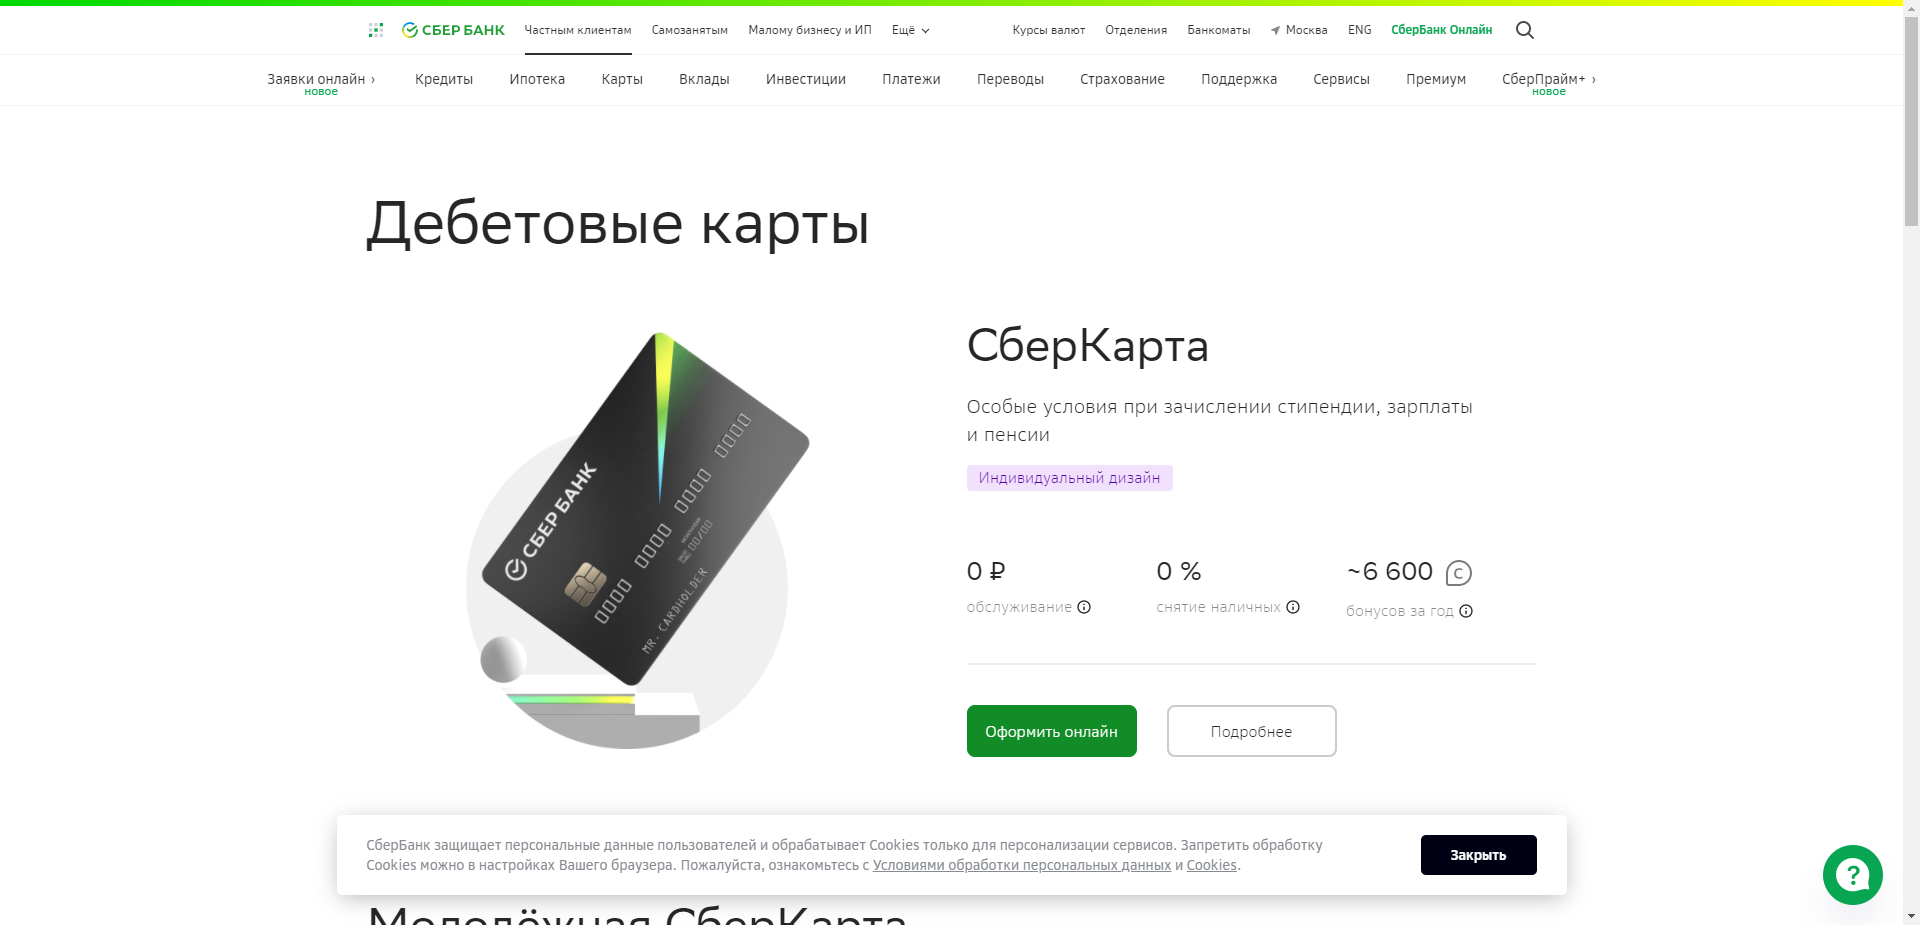 СБЕР БАНК
Частным клиентам
Самозанятым
Малому бизнесу и ИП
Ещё
Курсы валют
Отделения
Банкоматы
Москва
ENG
СберБанк Онлайн
Заявки онлайн ›
новое
Кредиты
Ипотека
Карты
Вклады
Инвестиции
Платежи
Переводы
Страхование
Поддержка
Сервисы
Премиум
СберПрайм+ ›
новое
Дебетовые карты
СБЕР БАНК
0000 0000 0000 0000
00/00
MR. CARDHOLDER
СберКарта
Особые условия при зачислении стипендии, зарплаты
и пенсии
Индивидуальный дизайн
0 ₽
обслуживание
0 %
снятие наличных
~6 600 С
бонусов за год
Оформить онлайн
Подробнее
СберБанк защищает персональные данные пользователей и обрабатывает Cookies только для персонализации сервисов. Запретить обработку
Cookies можно в настройках Вашего браузера. Пожалуйста, ознакомьтесь с Условиями обработки персональных данных и Cookies.
Закрыть
Молодёжная СберКарта